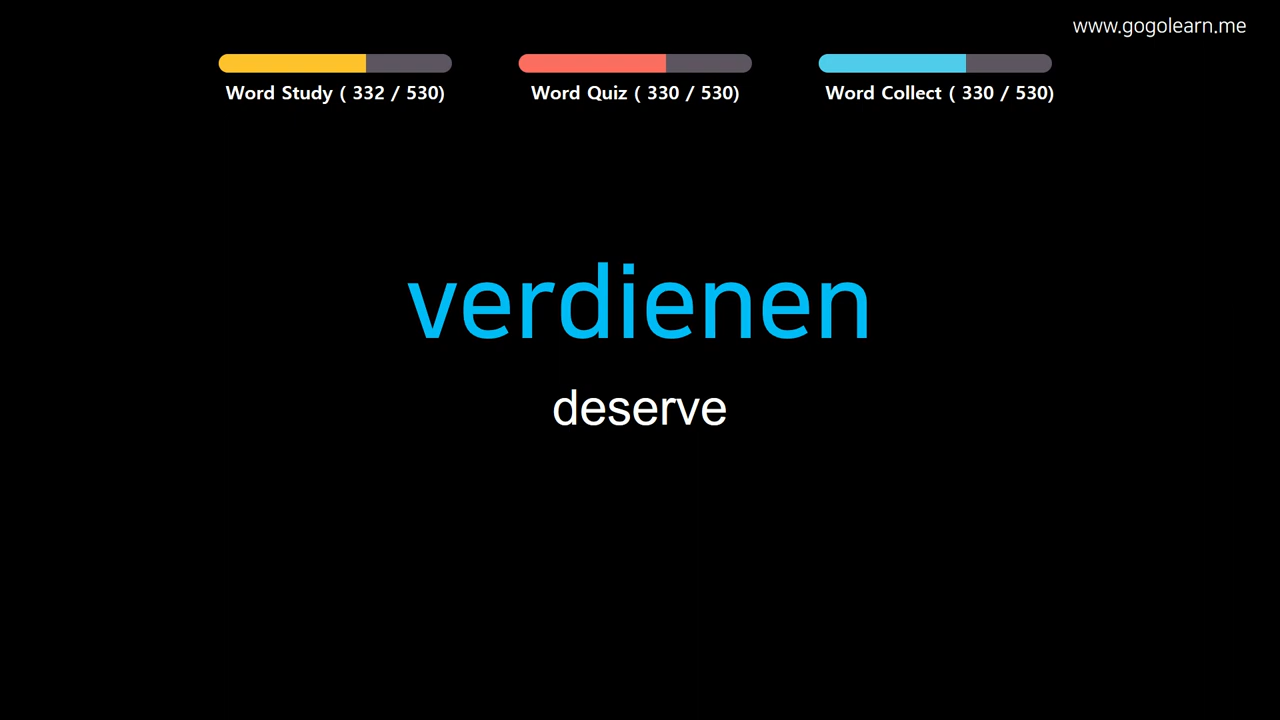 www.gogolearn.me
Word Study ( 332 / 530)
Word Quiz ( 330 / 530)
Word Collect ( 330 / 530)
verdienen
deserve